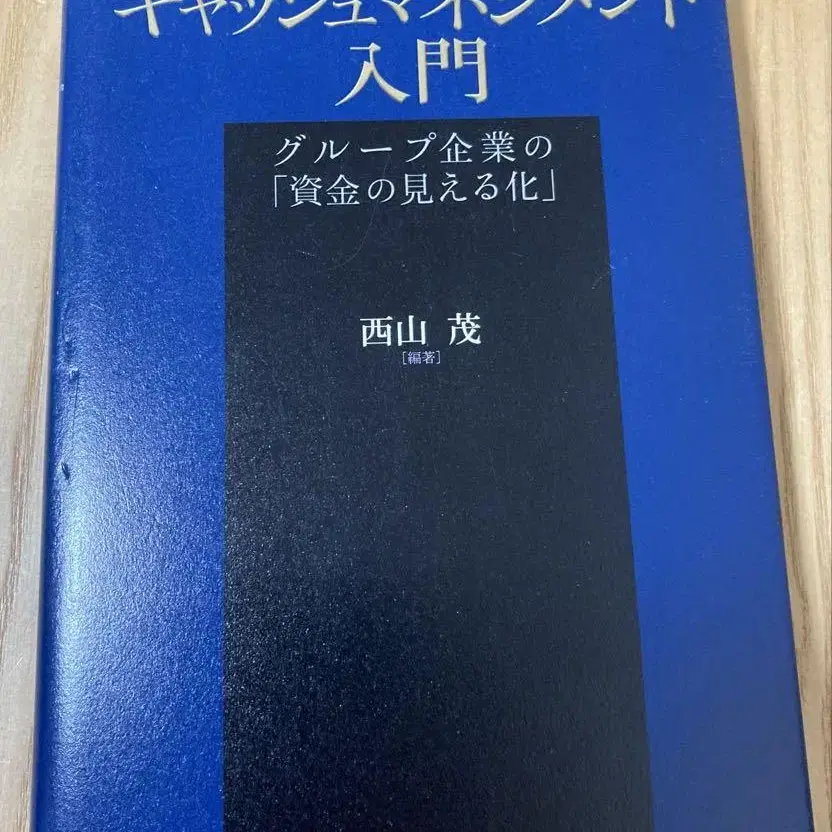 キャッシュマネジメント
入門
グループ企業の
「資金の見える化」
西山 茂
[編著]